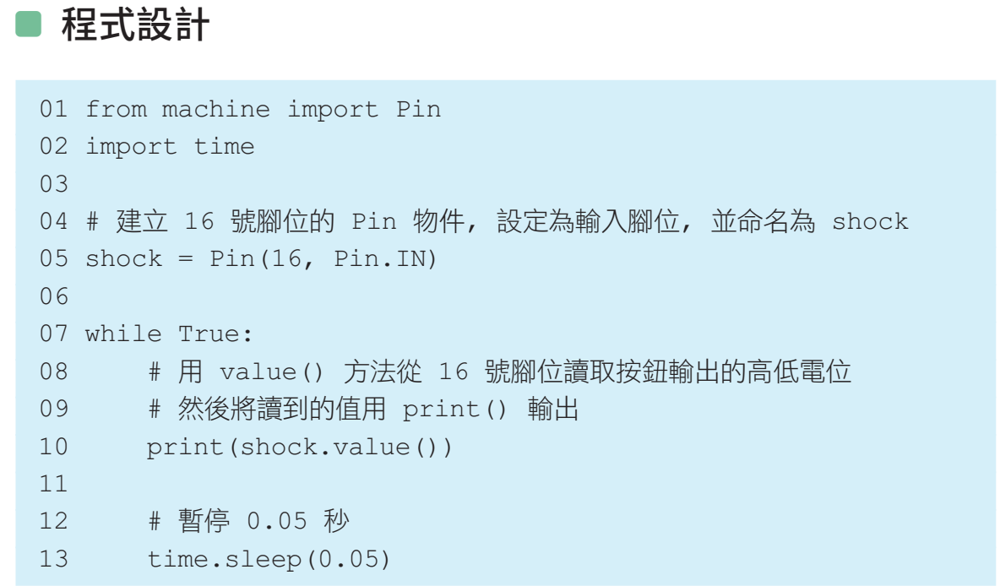 程式設計
01 from machine import Pin
02 import time
03
04 # 建立 16 號腳位的 Pin 物件, 設定為輸入腳位, 並命名為 shock
05 shock = Pin(16, Pin.IN)
06
07 while True:
08     # 用 value() 方法從 16 號腳位讀取按鈕輸出的高低電位
09     # 然後將讀到的值用 print() 輸出
10     print(shock.value())
11
12     # 暫停 0.05 秒
13     time.sleep(0.05)